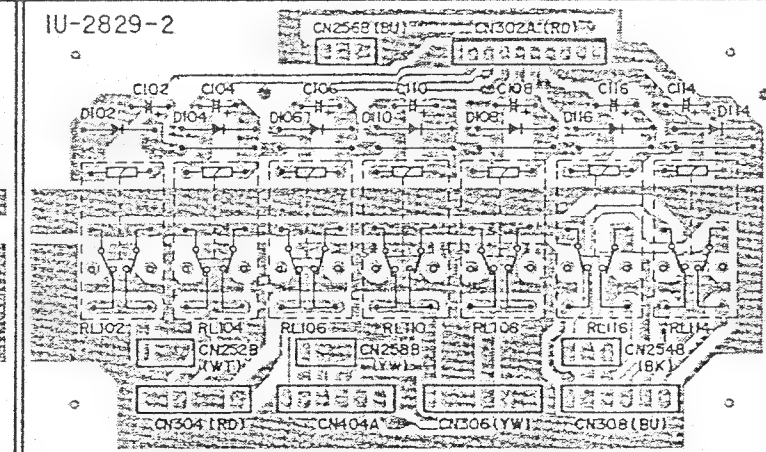 1U-2829-2
CN256B(BU) CN302A(RD)
C102 C104 C106 C110 C108 C116 C114
D102 D104 D106 D110 D108 D116 D114
RL102 RL104 RL106 RL110 RL108 RL116 RL114
CN252B CN258B CN254B
(WT) (YW) (BK)
CN304(RD) CN404A CN306(YW) CN308(BU)